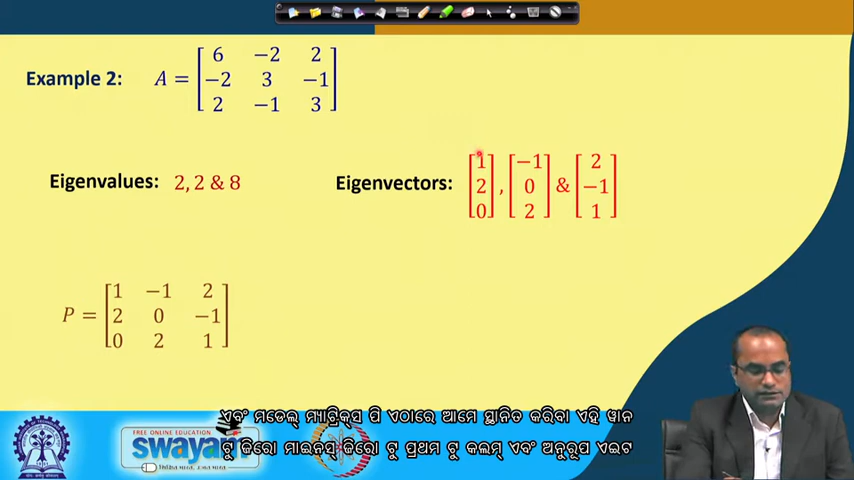 Example 2: A = [6 −2 2
−2 3 −1
2 −1 3]
Eigenvalues: 2, 2 & 8
Eigenvectors: [1 2 0], [−1 0 2] & [2 −1 1]
P = [1 −1 2
2 0 −1
0 2 1]
ଏବଂ ମଡେଲ୍ ମ୍ୟାଟ୍ରିକ୍ସ ପି ଏଠାରେ ଆମେ ସ୍ଥାନିତ କରିବା ଏହି ୱାନ
ଟୁ ଜିରୋ ମାଇନସ୍ ଜିରୋ ଟୁ ପ୍ରଥମ ଟୁ କଲମ୍ ଏବଂ ଅନୁରୂପ ଏଇଟ
FREE ONLINE EDUCATION
swayam